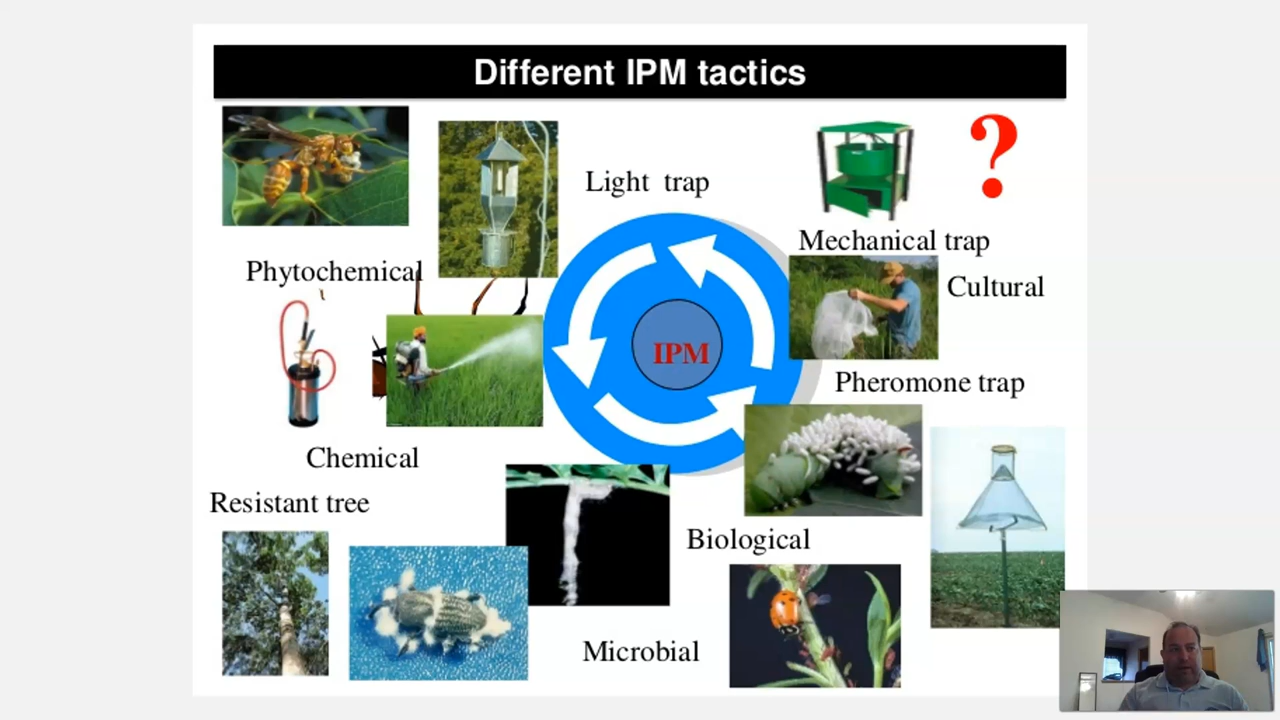 Different IPM tactics
Light trap
?
Mechanical trap
Phytochemical
Cultural
IPM
Pheromone trap
Chemical
Resistant tree
Biological
Microbial